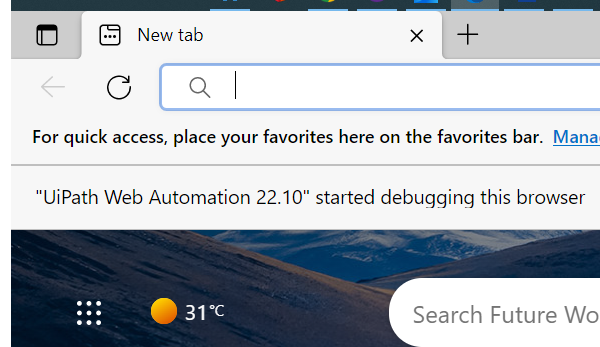 New tab
For quick access, place your favorites here on the favorites bar.
"UiPath Web Automation 22.10" started debugging this browser
31°C
Search Future